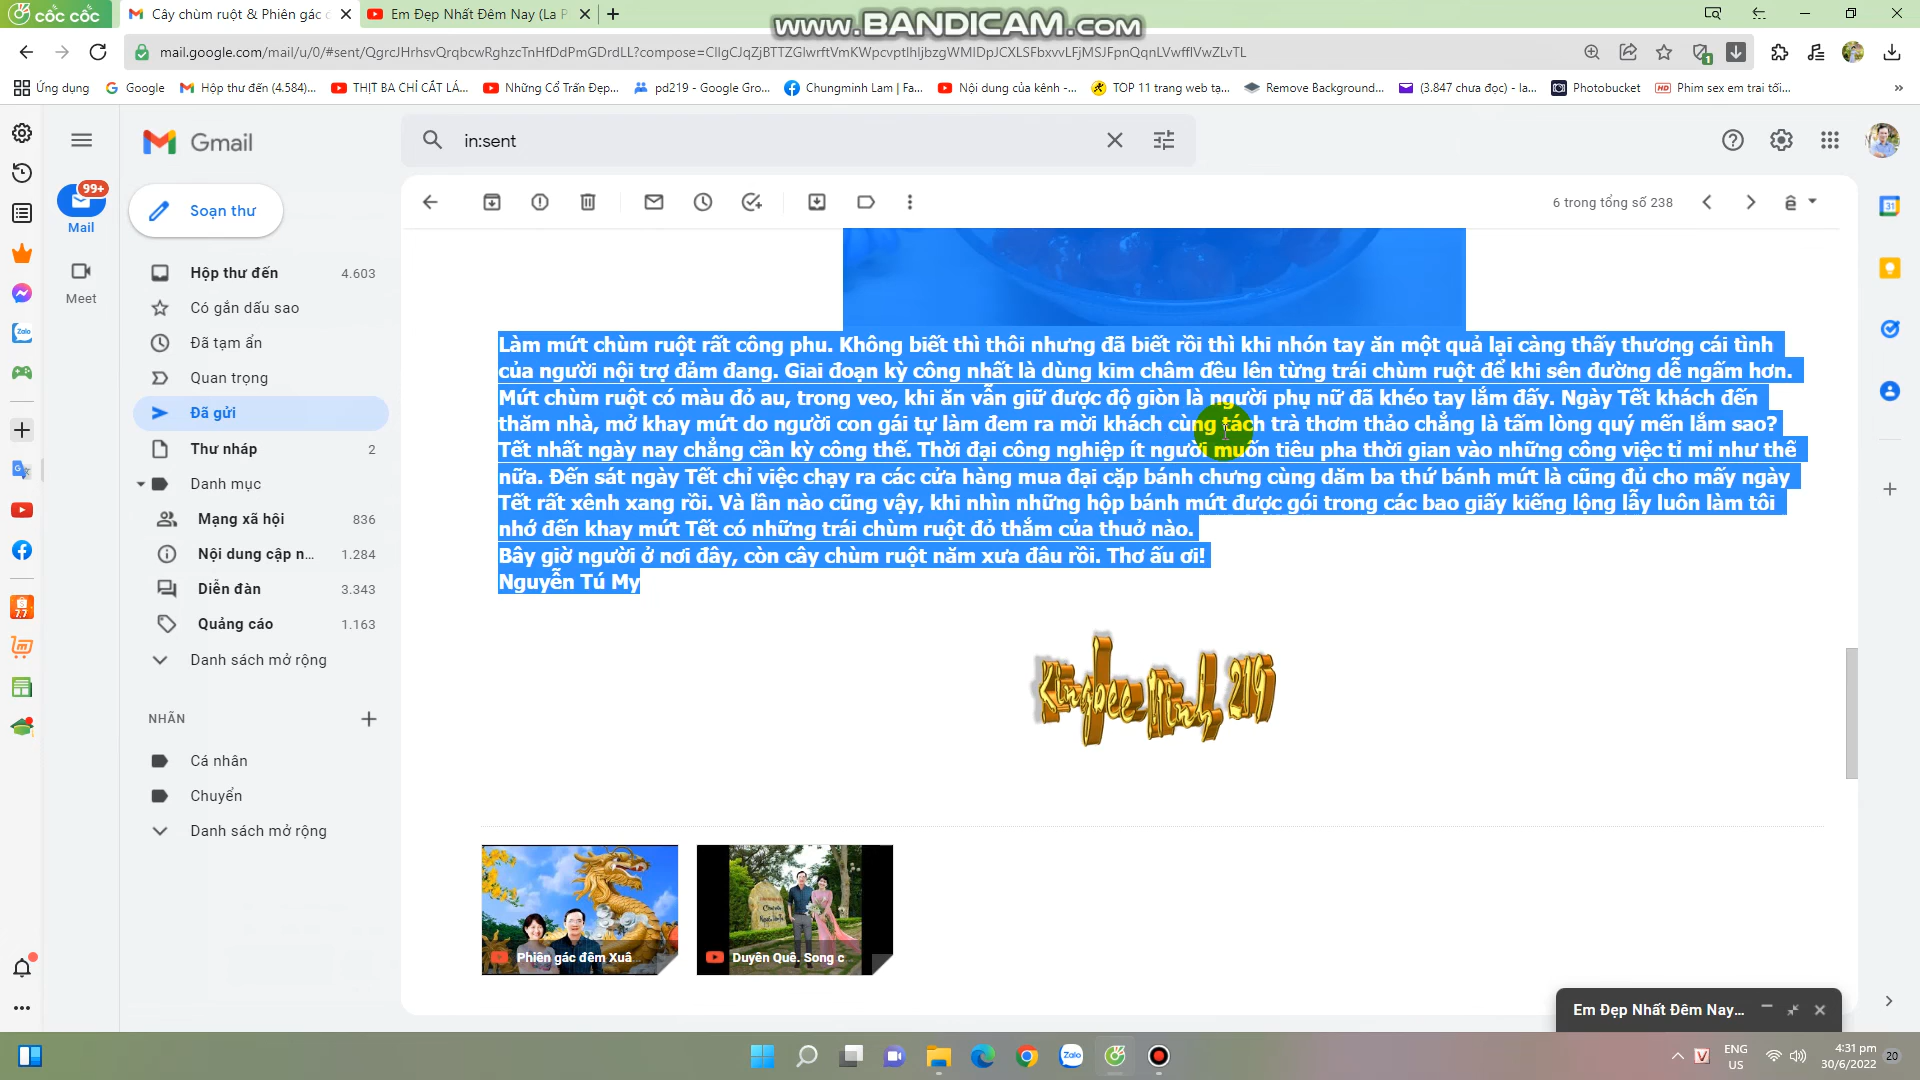 cốc cốc
Cây chùm ruột & Phiên gác đ
Em Đẹp Nhất Đêm Nay (La P
www.BANDICAM.com
mail.google.com/mail/u/0/#sent/QgrcJHrhsvQrqbcwRghzcTnHfDdPmGDrdLL?compose=CllgCJqZjBTTZGlwrftVmKWpcvptlhljbzgWMlDpJCXLSFbxvvLFjMSJFpnQqnLVwfflVwZLvTL
1
Ứng dụng
Google
Hộp thư đến (4.584)...
THỊT BA CHỈ CẮT LÁ...
Những Cổ Trấn Đẹp...
pd219 - Google Gro...
Chungminh Lam | Fa...
Nội dung của kênh -...
TOP 11 trang web tạ...
Remove Background...
(3.847 chưa đọc) - la...
Photobucket
Phim sex em trai tối...
»
Gmail
in:sent
99+
Mail
Meet
Soạn thư
6 trong tổng số 238
ê
Hộp thư đến 4.603
Có gắn dấu sao
Đã tạm ẩn
Quan trọng
Đã gửi
Thư nháp 2
Danh mục
Mạng xã hội 836
Nội dung cập n... 1.284
Diễn đàn 3.343
Quảng cáo 1.163
Danh sách mở rộng
NHÃN
Cá nhân
Chuyển
Danh sách mở rộng
Làm mứt chùm ruột rất công phu. Không biết thì thôi nhưng đã biết rồi thì khi nhón tay ăn một quả lại càng thấy thương cái tình
của người nội trợ đảm đang. Giai đoạn kỳ công nhất là dùng kim châm đều lên từng trái chùm ruột để khi sên đường dễ ngấm hơn.
Mứt chùm ruột có màu đỏ au, trong veo, khi ăn vẫn giữ được độ giòn là người phụ nữ đã khéo tay lắm đấy. Ngày Tết khách đến
thăm nhà, mở khay mứt do người con gái tự làm đem ra mời khách cùng tách trà thơm thảo chẳng là tấm lòng quý mến lắm sao?
Tết nhất ngày nay chẳng cần kỳ công thế. Thời đại công nghiệp ít người muốn tiêu pha thời gian vào những công việc tỉ mỉ như thế
nữa. Đến sát ngày Tết chỉ việc chạy ra các cửa hàng mua đại cặp bánh chưng cùng dăm ba thứ bánh mứt là cũng đủ cho mấy ngày
Tết rất xênh xang rồi. Và lần nào cũng vậy, khi nhìn những hộp bánh mứt được gói trong các bao giấy kiếng lộng lẫy luôn làm tôi
nhớ đến khay mứt Tết có những trái chùm ruột đỏ thắm của thuở nào.
Bây giờ người ở nơi đây, còn cây chùm ruột năm xưa đâu rồi. Thơ ấu ơi!
Nguyễn Tú My
Kingbee Minh 219
Phiên gác đêm Xuâ
Duyên Quê. Song c
Em Đẹp Nhất Đêm Nay...
Zalo
ENG
US
4:31 pm
30/6/2022
20